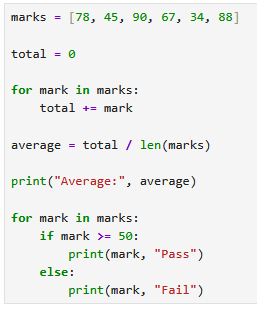 marks = [78, 45, 90, 67, 34, 88]
total = 0
for mark in marks:
    total += mark
average = total / len(marks)
print("Average:", average)
for mark in marks:
    if mark >= 50:
        print(mark, "Pass")
    else:
        print(mark, "Fail")